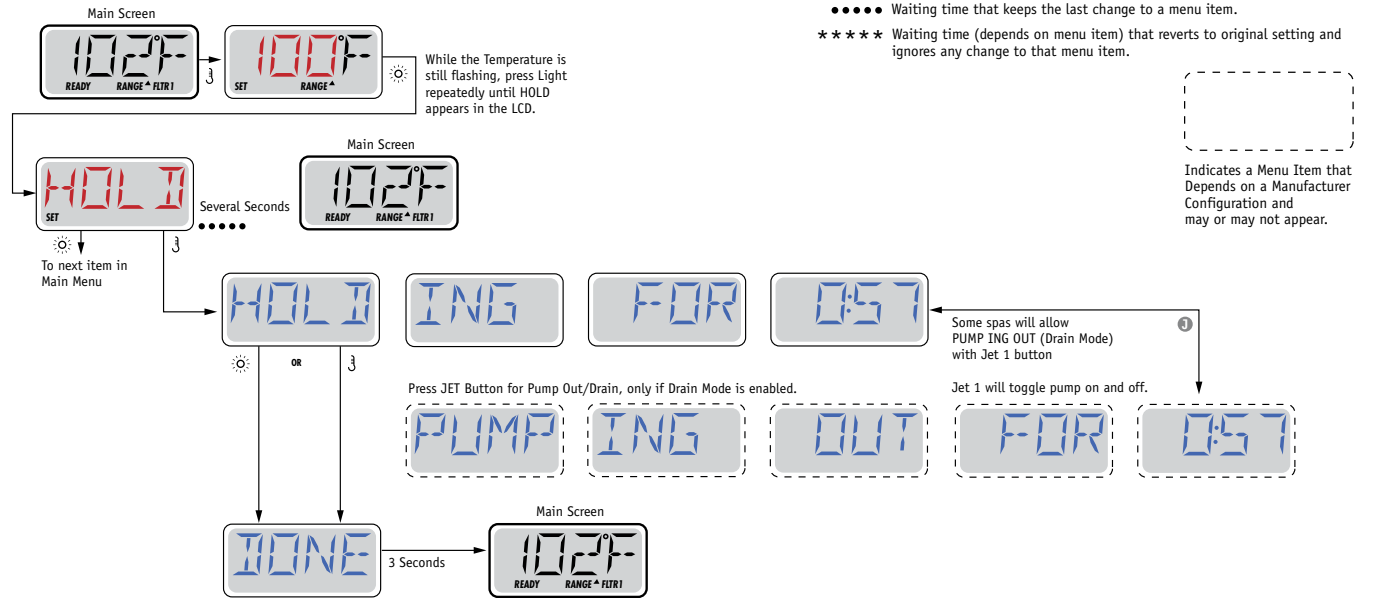 Main Screen
102°F
READY RANGE FLTR1
100°F
SET RANGE
While the Temperature is
still flashing, press Light
repeatedly until HOLD
appears in the LCD.
••••• Waiting time that keeps the last change to a menu item.
***** Waiting time (depends on menu item) that reverts to original setting and
ignores any change to that menu item.
Indicates a Menu Item that
Depends on a Manufacturer
Configuration and
may or may not appear.
HOLD
SET
Several Seconds
•••••
Main Screen
102°F
READY RANGE FLTR1
To next item in
Main Menu
HOLD ING FOR 0:57
OR
Some spas will allow
PUMP ING OUT (Drain Mode)
with Jet 1 button
J
Press JET Button for Pump Out/Drain, only if Drain Mode is enabled.
Jet 1 will toggle pump on and off.
PUMP ING OUT FOR 0:57
DONE
3 Seconds
Main Screen
102°F
READY RANGE FLTR1